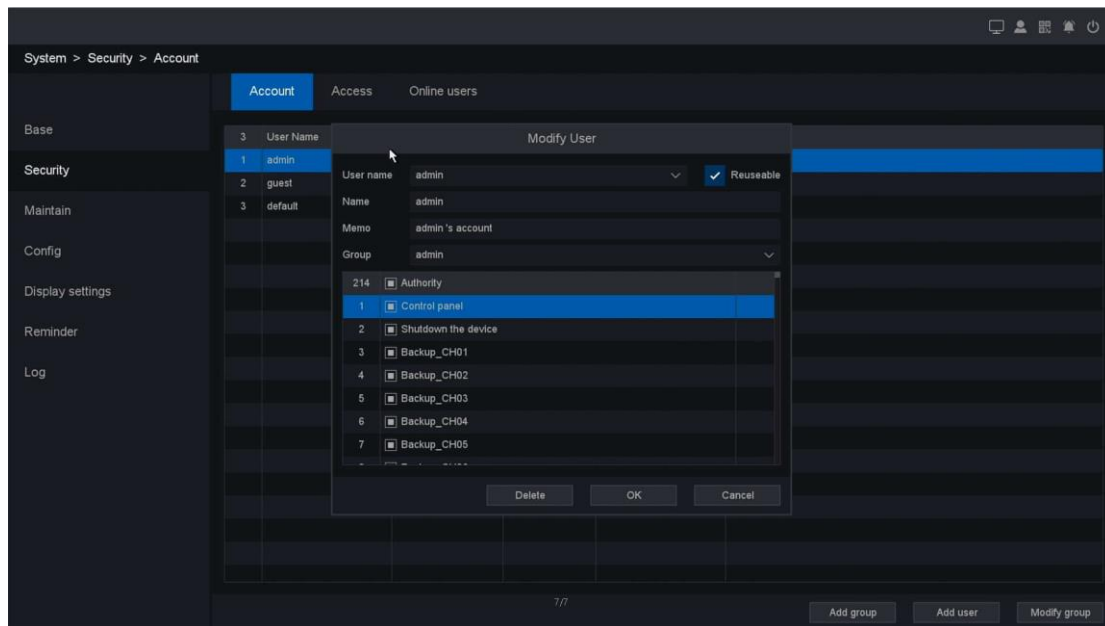 System > Security > Account
Account Access Online users
Base
Security
Maintain
Config
Display settings
Reminder
Log
3 User Name
1 admin
2 guest
3 default
Modify User
User name admin Reuseable
Name admin
Memo admin 's account
Group admin
214 Authority
1 Control panel
2 Shutdown the device
3 Backup_CH01
4 Backup_CH02
5 Backup_CH03
6 Backup_CH04
7 Backup_CH05
Delete OK Cancel
7/7
Add group Add user Modify group